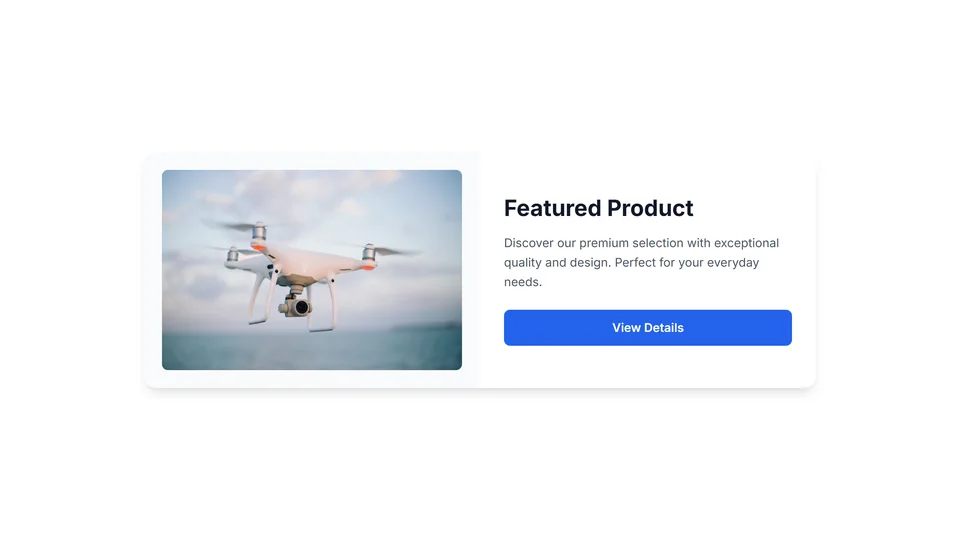 Featured Product
Discover our premium selection with exceptional
quality and design. Perfect for your everyday
needs.
View Details